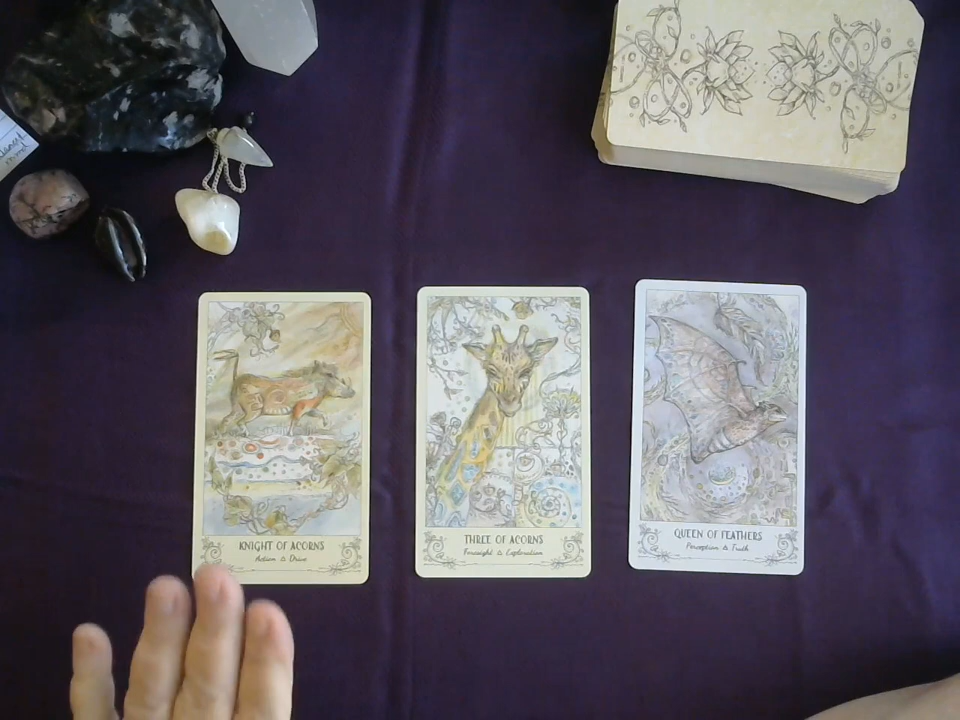 KNIGHT OF ACORNS
Action & Drive
THREE OF ACORNS
Foresight & Exploration
QUEEN OF FEATHERS
Perception & Truth